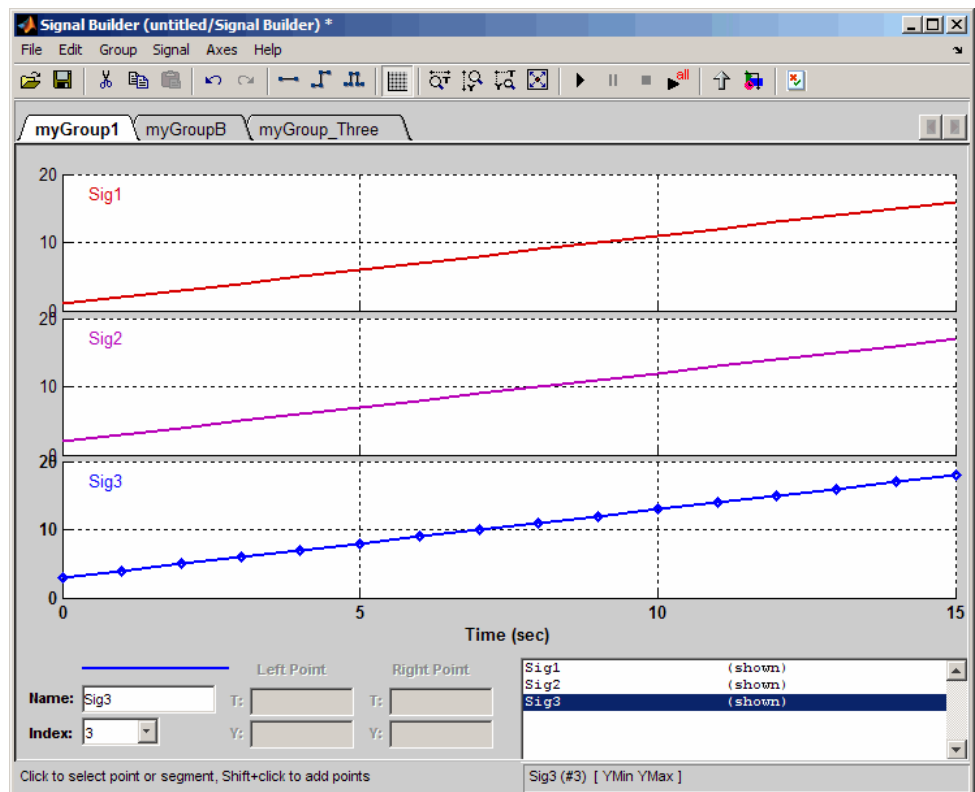 Signal Builder (untitled/Signal Builder) *
File Edit Group Signal Axes Help
all
myGroup1 myGroupB myGroup_Three
20
Sig1
10
0
20
Sig2
10
0
20
Sig3
10
0
0 5 10 15
Time (sec)
Left Point Right Point
Name: Sig3 T: T:
Index: 3 Y: Y:
Sig1 (shown)
Sig2 (shown)
Sig3 (shown)
Click to select point or segment, Shift+click to add points
Sig3 (#3) [ YMin YMax ]